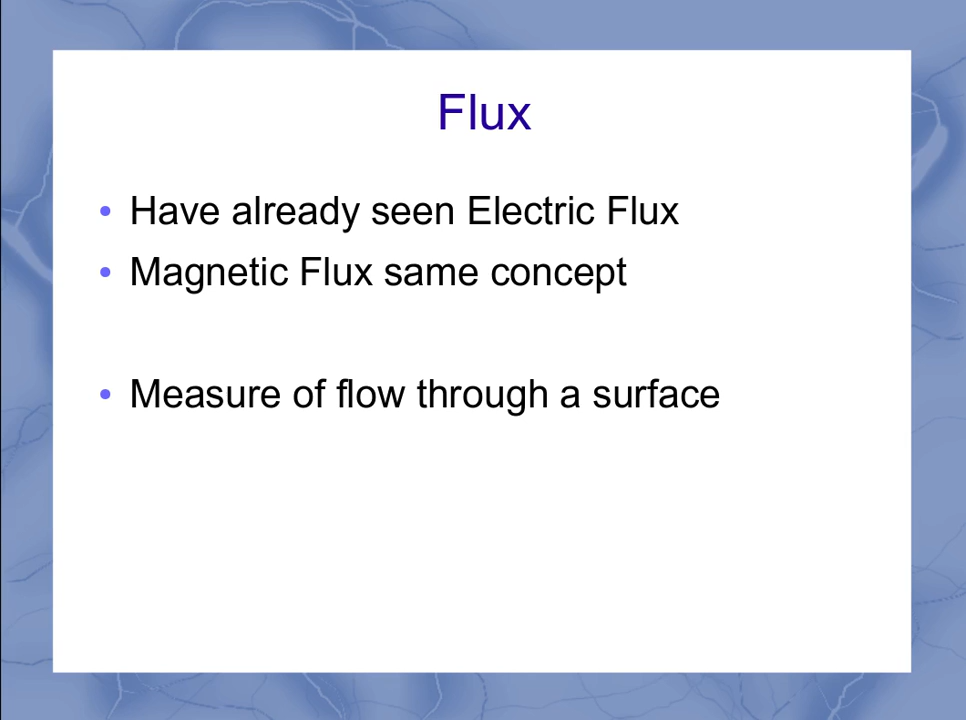 Flux
• Have already seen Electric Flux
• Magnetic Flux same concept
• Measure of flow through a surface